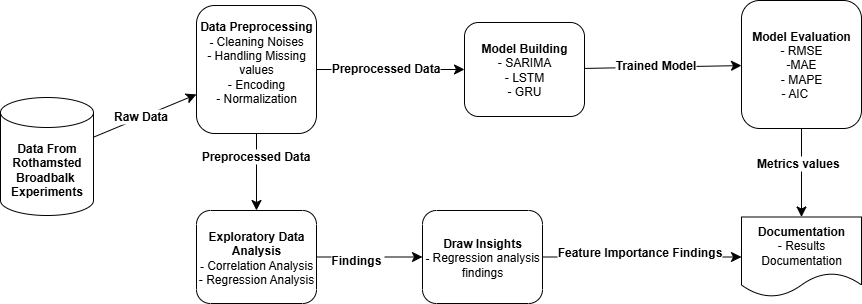 Data From
Rothamsted
Broadbalk
Experiments
Raw Data
Data Preprocessing
- Cleaning Noises
- Handling Missing
values
- Encoding
- Normalization
Preprocessed Data
Model Building
- SARIMA
- LSTM
- GRU
Trained Model
Model Evaluation
- RMSE
-MAE
- MAPE
- AIC
Preprocessed Data
Metrics values
Exploratory Data
Analysis
- Correlation Analysis
- Regression Analysis
Findings
Draw Insights
- Regression analysis
findings
Feature Importance Findings
Documentation
- Results
Documentation